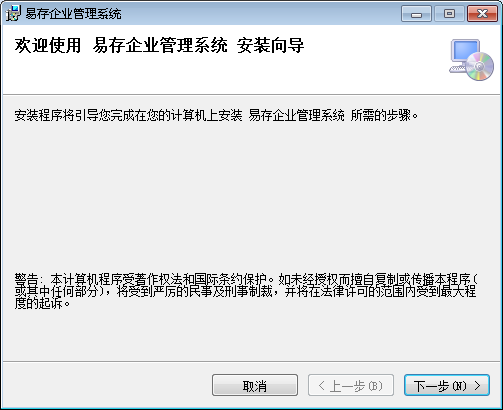 易存企业管理系统
欢迎使用 易存企业管理系统 安装向导
安装程序将引导您完成在您的计算机上安装 易存企业管理系统 所需的步骤。
警告: 本计算机程序受著作权法和国际条约保护。如未经授权而擅自复制或传播本程序(
或其中任何部分)，将受到严厉的民事及刑事制裁，并将在法律许可的范围内受到最大程
度的起诉。
取消 < 上一步(B) 下一步(N) >